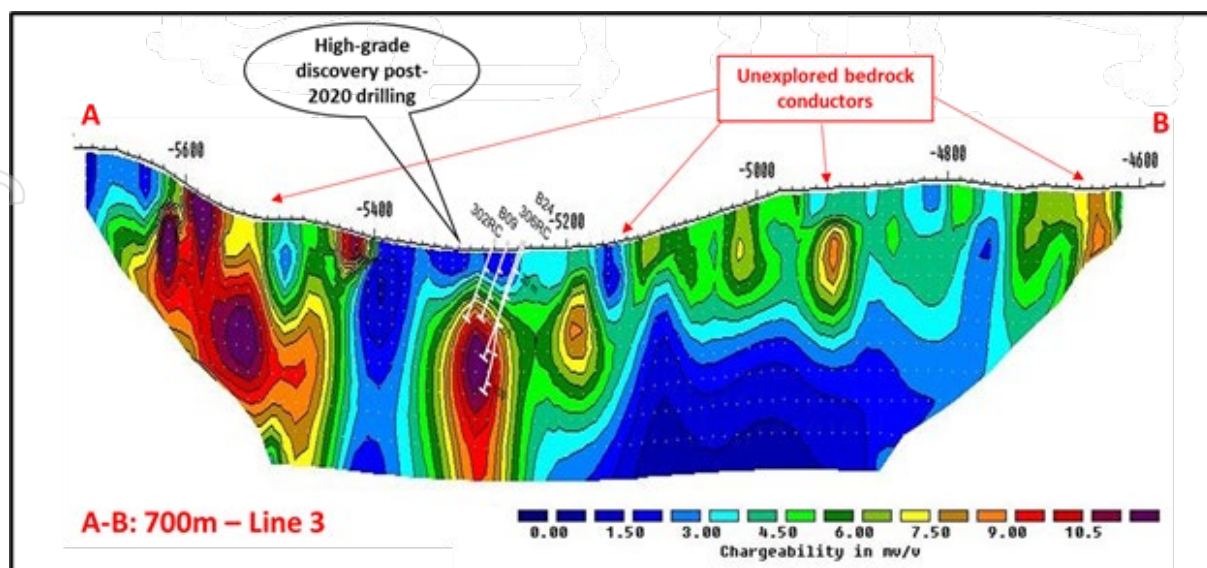 High-grade
discovery post-
2020 drilling
Unexplored bedrock
conductors
A
B
-5600
-5400
-5200
-5000
-4800
-4600
302RC
B09
306RC
B24
A-B: 700m – Line 3
0.00 1.50 3.00 4.50 6.00 7.50 9.00 10.5
Chargeability in mv/v